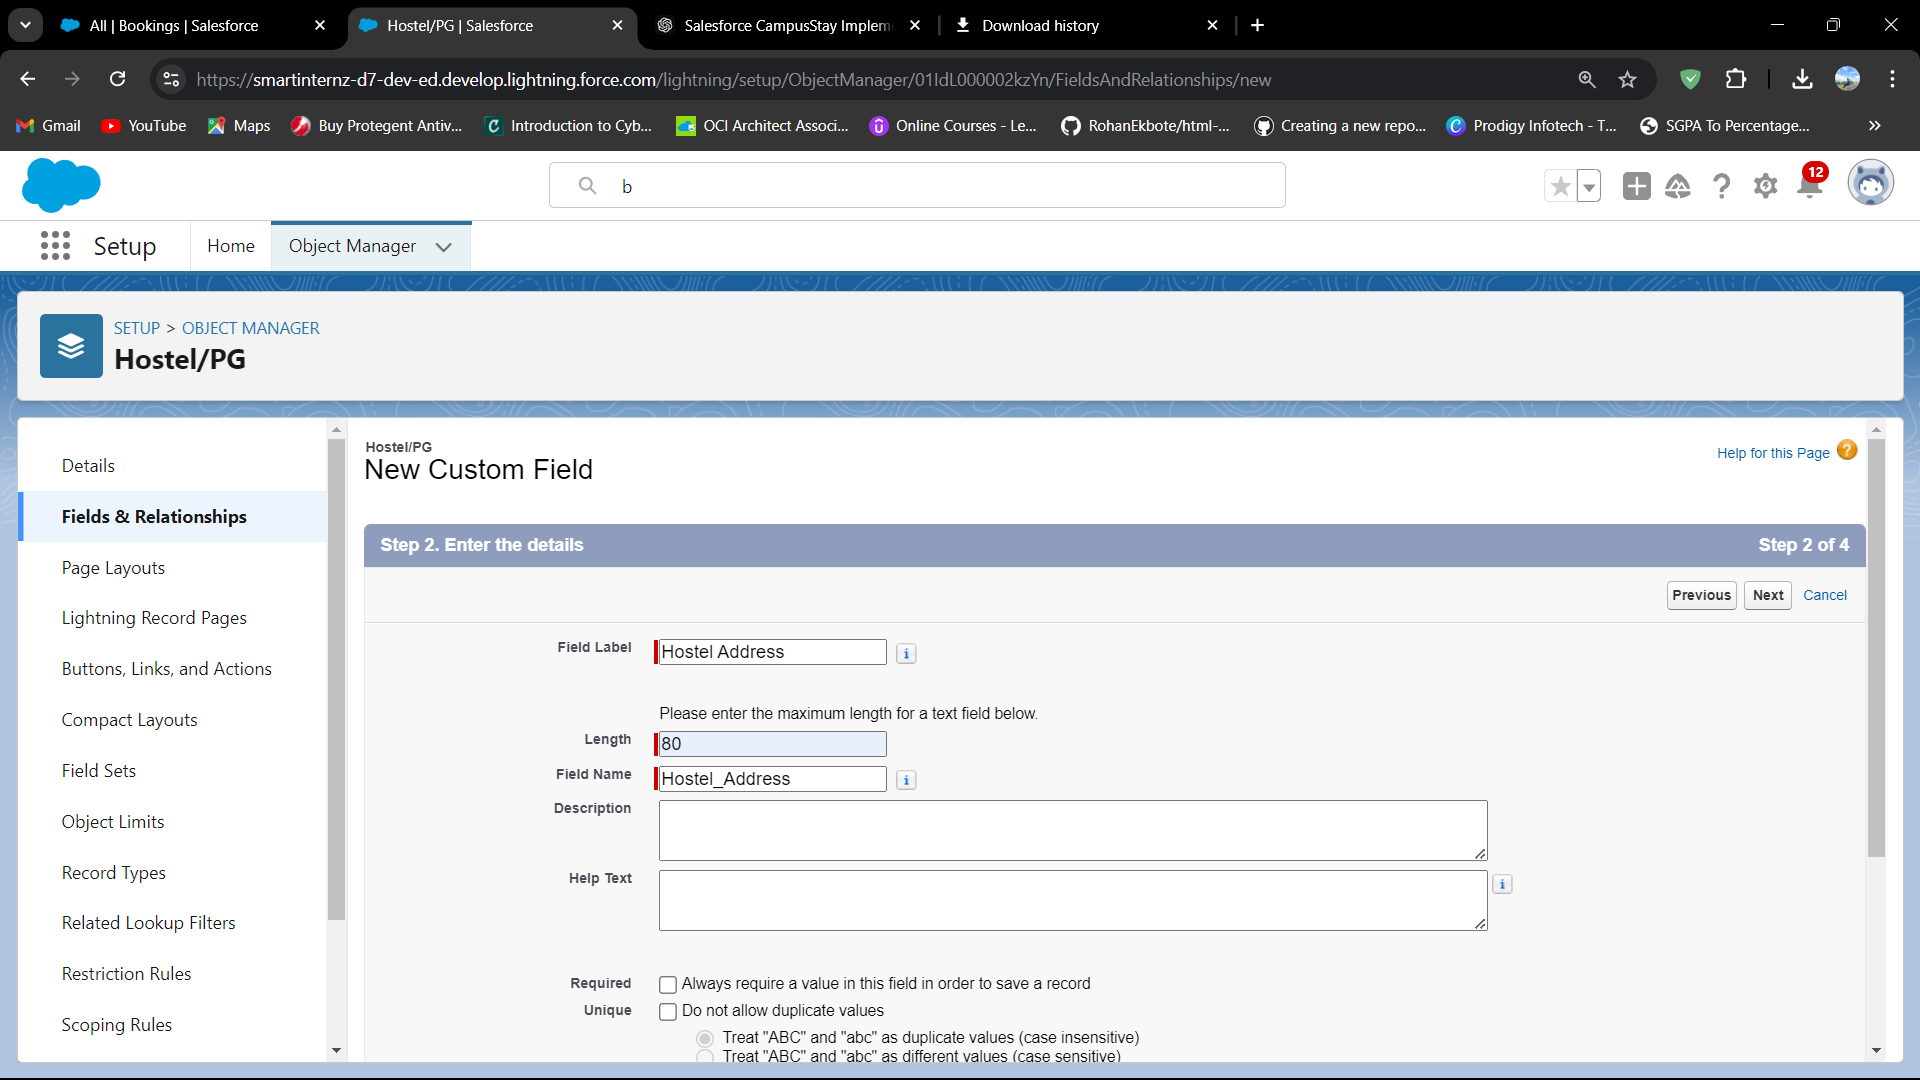 All | Bookings | Salesforce
Hostel/PG | Salesforce
Salesforce CampusStay Implem
Download history
https://smartinternz-d7-dev-ed.develop.lightning.force.com/lightning/setup/ObjectManager/01IdL000002kzYn/FieldsAndRelationships/new
Gmail
YouTube
Maps
Buy Protegent Antiv...
Introduction to Cyb...
OCI Architect Associ...
Online Courses - Le...
RohanEkbote/html-...
Creating a new repo...
Prodigy Infotech - T...
SGPA To Percentage...
b
12
Setup
Home
Object Manager
SETUP > OBJECT MANAGER
Hostel/PG
Details
Fields & Relationships
Page Layouts
Lightning Record Pages
Buttons, Links, and Actions
Compact Layouts
Field Sets
Object Limits
Record Types
Related Lookup Filters
Restriction Rules
Scoping Rules
Hostel/PG
New Custom Field
Help for this Page
Step 2. Enter the details
Step 2 of 4
Previous
Next
Cancel
Field Label
Hostel Address
Please enter the maximum length for a text field below.
Length
80
Field Name
Hostel_Address
Description
Help Text
Required
Always require a value in this field in order to save a record
Unique
Do not allow duplicate values
Treat "ABC" and "abc" as duplicate values (case insensitive)
Treat "ABC" and "abc" as different values (case sensitive)